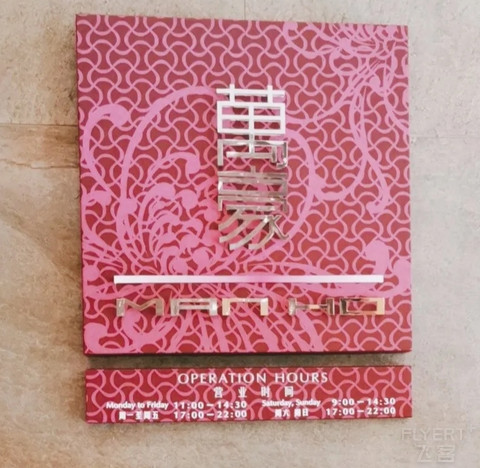 萬
豪
MAN HO
OPERATION HOURS
营业时间
Monday to Friday 11:00－14:30 Saturday, Sunday 9:00－14:30
周一至周五 17:00－22:00 周六 周日 17:00－22:00
FLYERT
飞客